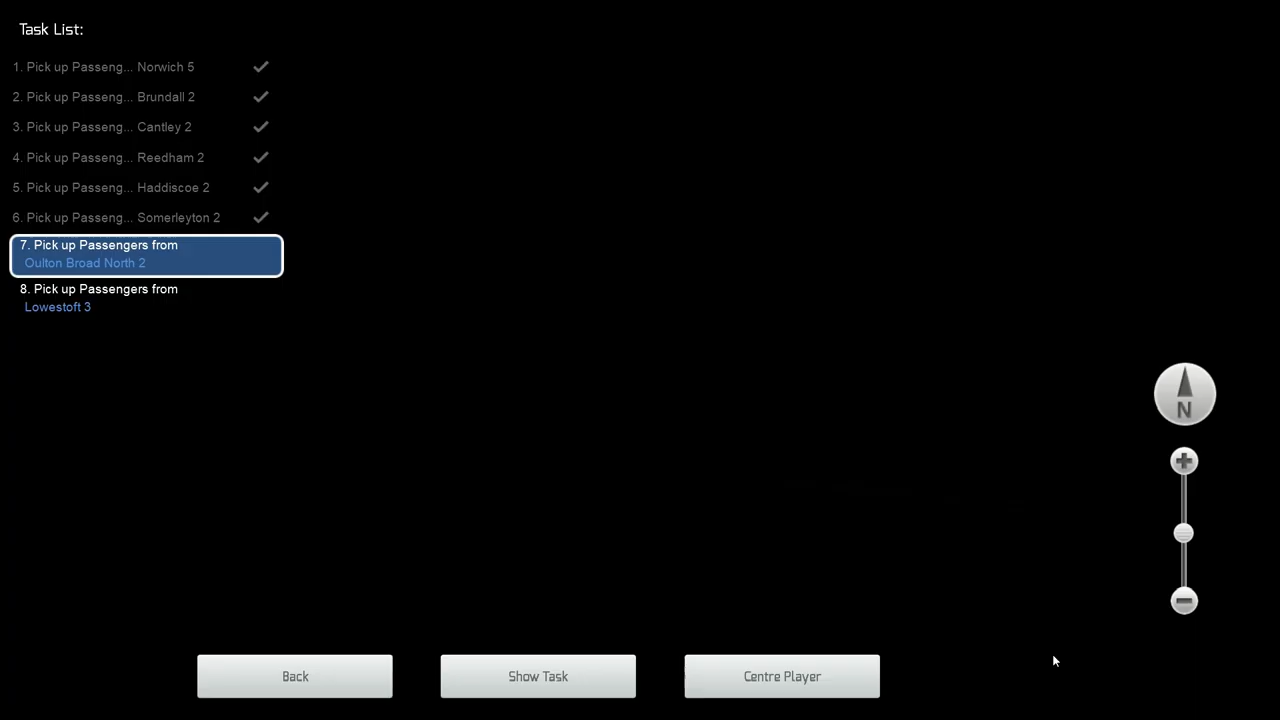 Task List:
1. Pick up Passeng... Norwich 5
2. Pick up Passeng... Brundall 2
3. Pick up Passeng... Cantley 2
4. Pick up Passeng... Reedham 2
5. Pick up Passeng... Haddiscoe 2
6. Pick up Passeng... Somerleyton 2
7. Pick up Passengers from
Oulton Broad North 2
8. Pick up Passengers from
Lowestoft 3
N
Back
Show Task
Centre Player